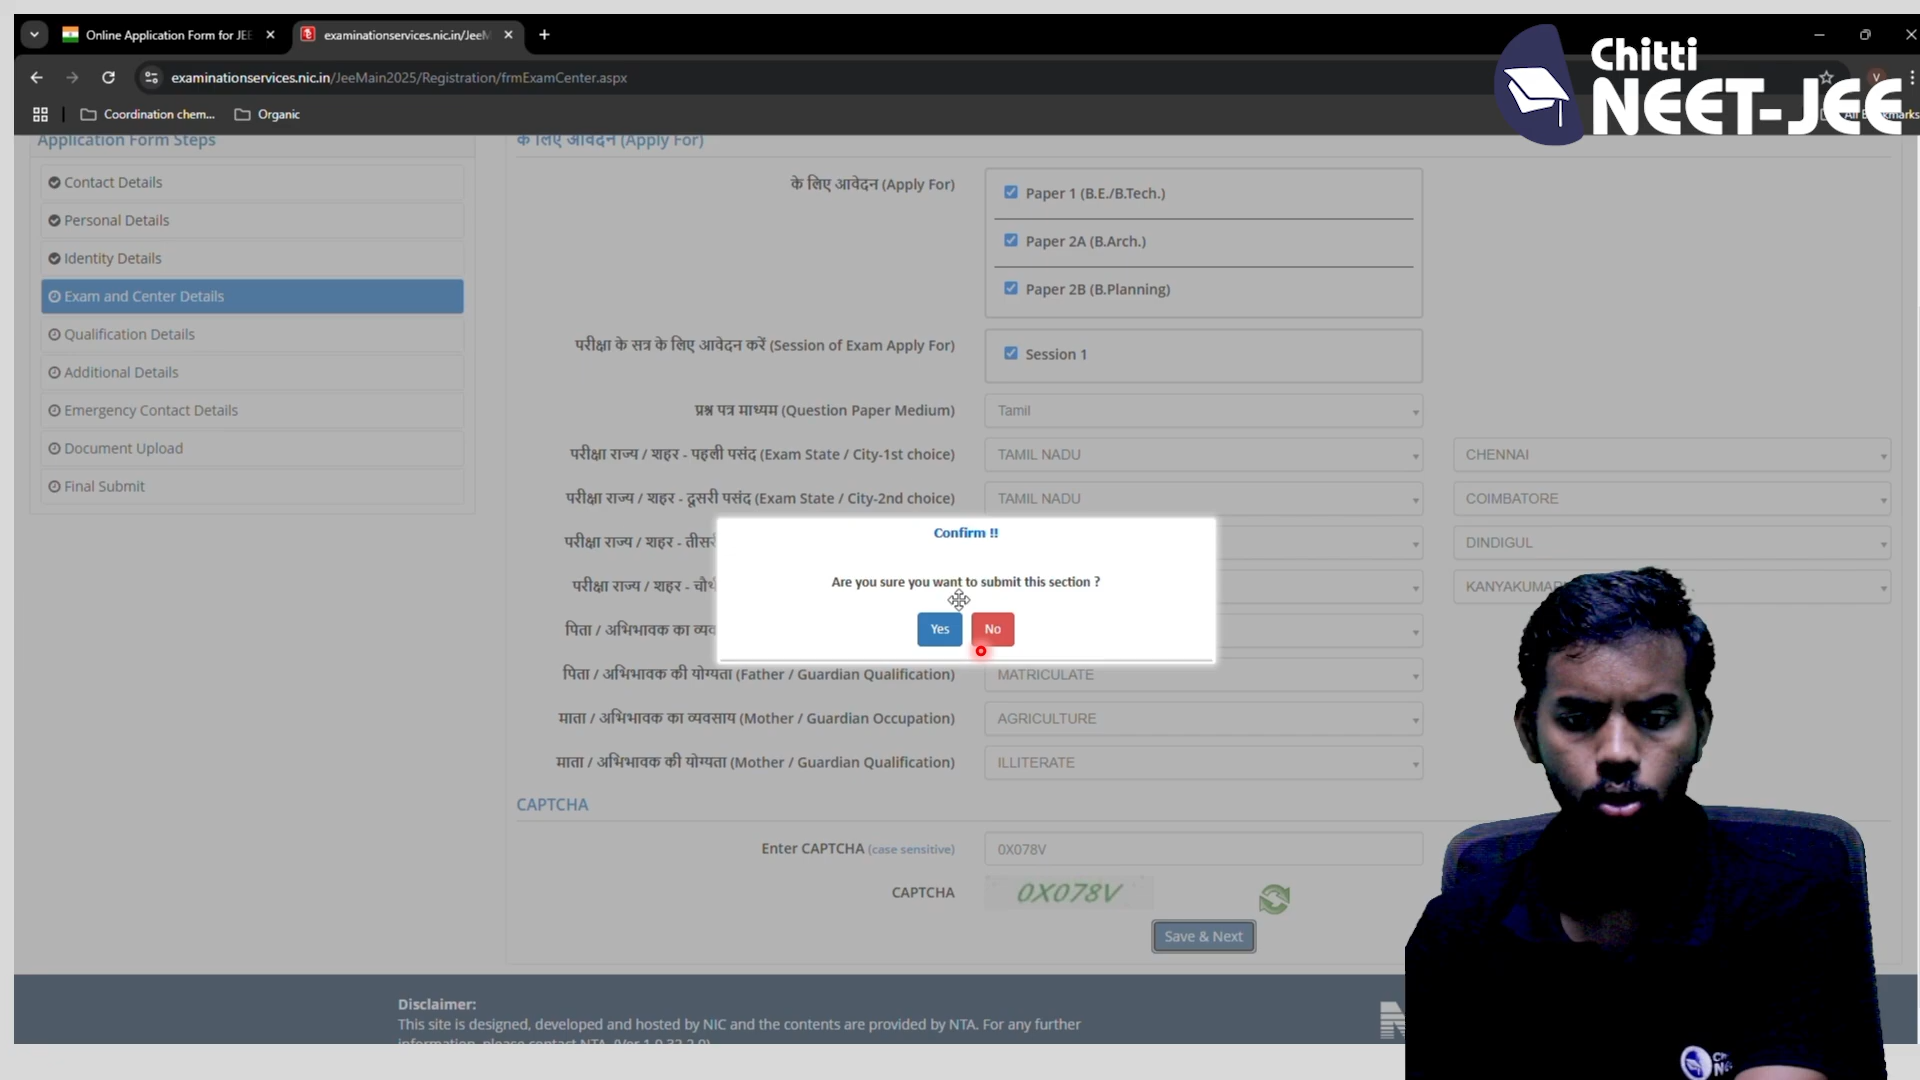 Online Application Form for JEE
examinationservices.nic.in/JeeM
examinationservices.nic.in/JeeMain2025/Registration/frmExamCenter.aspx
V
Coordination chem...
Organic
Chitti
NEET-JEE
Application Form Steps
Contact Details
Personal Details
Identity Details
Exam and Center Details
Qualification Details
Additional Details
Emergency Contact Details
Document Upload
Final Submit
के लिए आवेदन (Apply For)
के लिए आवेदन (Apply For)
Paper 1 (B.E./B.Tech.)
Paper 2A (B.Arch.)
Paper 2B (B.Planning)
परीक्षा के सत्र के लिए आवेदन करें (Session of Exam Apply For)
Session 1
प्रश्न पत्र माध्यम (Question Paper Medium)
Tamil
परीक्षा राज्य / शहर - पहली पसंद (Exam State / City-1st choice)
TAMIL NADU
CHENNAI
परीक्षा राज्य / शहर - दूसरी पसंद (Exam State / City-2nd choice)
TAMIL NADU
COIMBATORE
परीक्षा राज्य / शहर -
DINDIGUL
परीक्षा राज्य / शहर -
Confirm !!
Are you sure you want to submit this section ?
Yes
No
पिता / अभिभावक का
पिता / अभिभावक की योग्यता (Father / Guardian Qualification)
MATRICULATE
माता / अभिभावक का व्यवसाय (Mother / Guardian Occupation)
AGRICULTURE
माता / अभिभावक की योग्यता (Mother / Guardian Qualification)
ILLITERATE
CAPTCHA
Enter CAPTCHA (case sensitive)
0X078V
CAPTCHA
0X078V
Save & Next
Disclaimer:
This site is designed, developed and hosted by NIC and the contents are provided by NTA. For any further